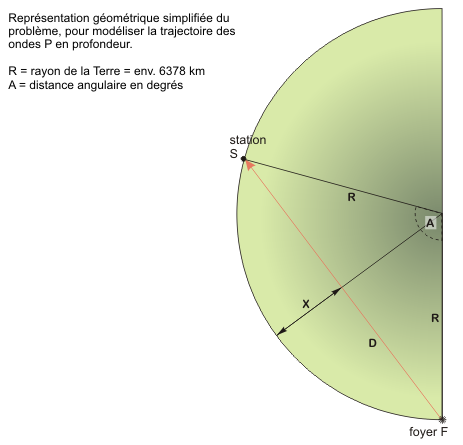 Représentation géométrique simplifiée du
problème, pour modéliser la trajectoire des
ondes P en profondeur.
R = rayon de la Terre = env. 6378 km
A = distance angulaire en degrés
station
S
R
A
X
R
D
foyer F